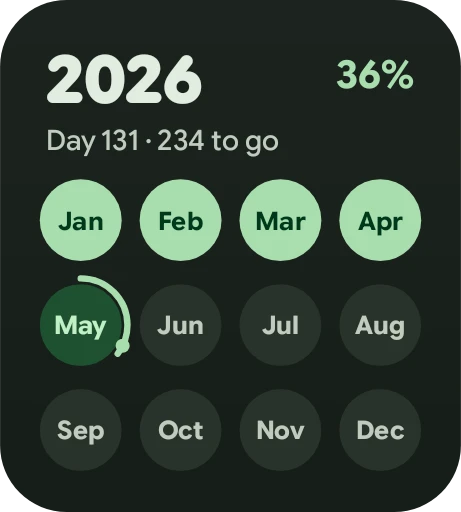 2026 36%
Day 131 · 234 to go
Jan Feb Mar Apr
May Jun Jul Aug
Sep Oct Nov Dec